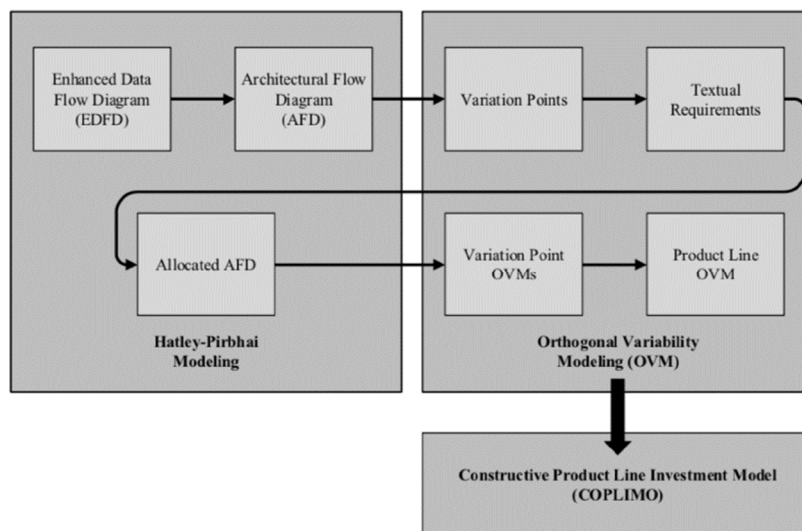 Enhanced Data
Flow Diagram
(EDFD)
Architectural Flow
Diagram
(AFD)
Variation Points
Textual
Requirements
Allocated AFD
Variation Point
OVMs
Product Line
OVM
Hatley-Pirbhai
Modeling
Orthogonal Variability
Modeling (OVM)
Constructive Product Line Investment Model
(COPLIMO)